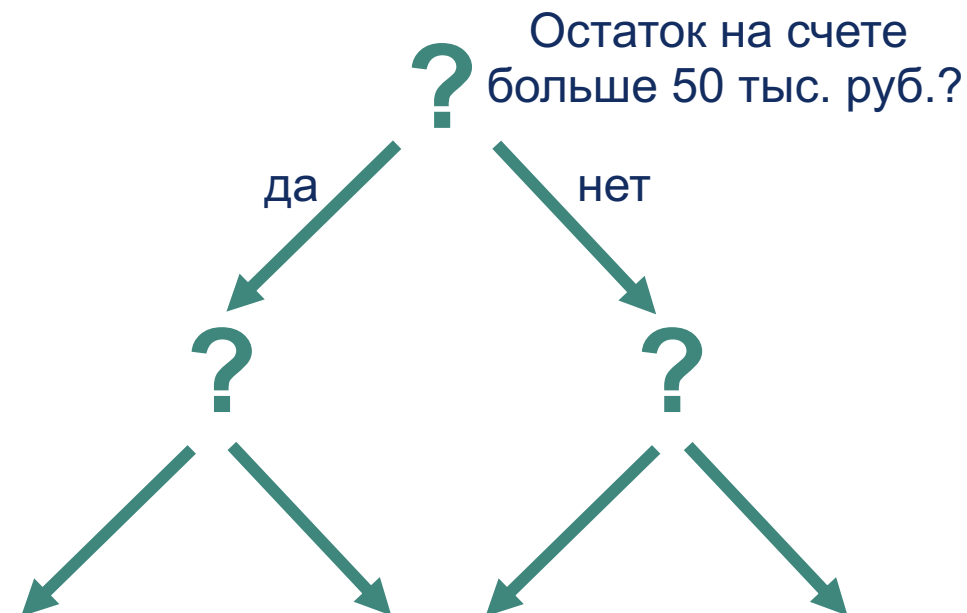 Остаток на счете
? больше 50 тыс. руб.?
да нет
? ?